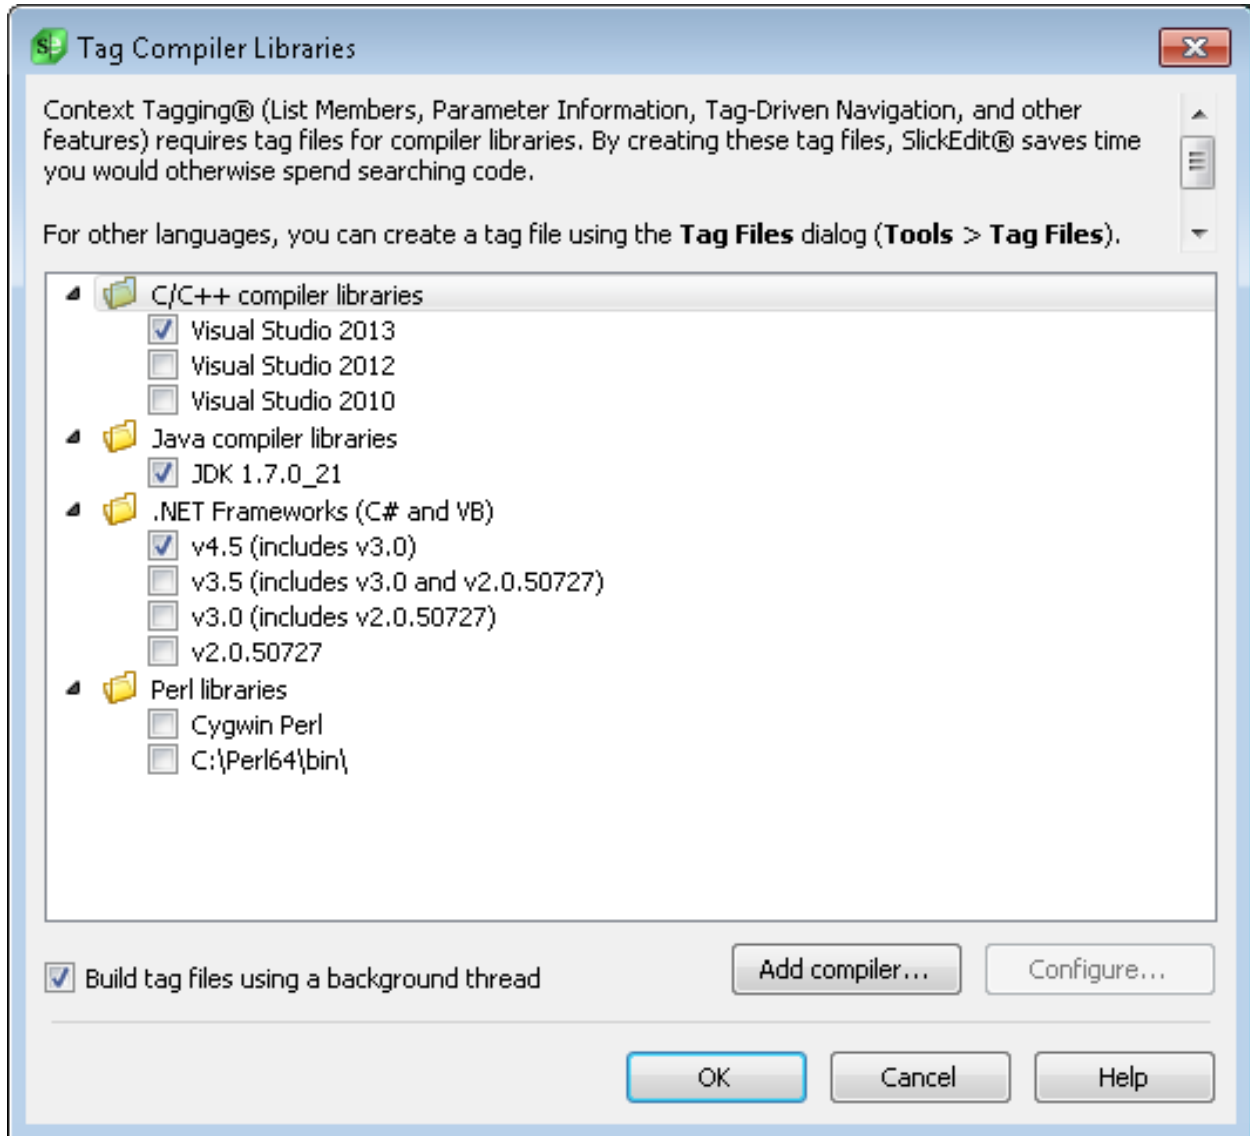 Tag Compiler Libraries
Context Tagging® (List Members, Parameter Information, Tag-Driven Navigation, and other
features) requires tag files for compiler libraries. By creating these tag files, SlickEdit® saves time
you would otherwise spend searching code.
For other languages, you can create a tag file using the Tag Files dialog (Tools > Tag Files).
C/C++ compiler libraries
Visual Studio 2013
Visual Studio 2012
Visual Studio 2010
Java compiler libraries
JDK 1.7.0_21
.NET Frameworks (C# and VB)
v4.5 (includes v3.0)
v3.5 (includes v3.0 and v2.0.50727)
v3.0 (includes v2.0.50727)
v2.0.50727
Perl libraries
Cygwin Perl
C:\Perl64\bin\
Build tag files using a background thread
Add compiler...
Configure...
OK
Cancel
Help